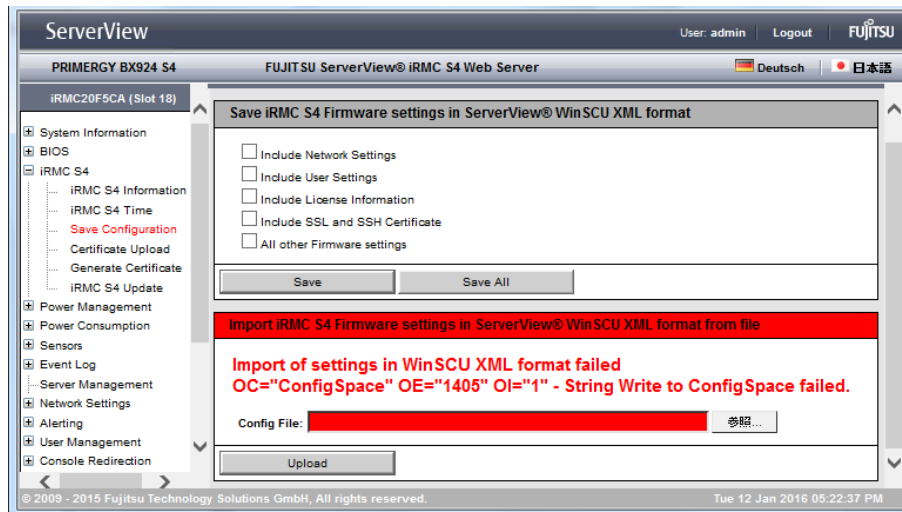 ServerView
User: admin Logout FUJITSU
PRIMERGY BX924 S4 FUJITSU ServerView® iRMC S4 Web Server Deutsch 日本語
iRMC20F5CA (Slot 18)
System Information
BIOS
iRMC S4
iRMC S4 Information
iRMC S4 Time
Save Configuration
Certificate Upload
Generate Certificate
iRMC S4 Update
Power Management
Power Consumption
Sensors
Event Log
Server Management
Network Settings
Alerting
User Management
Console Redirection
Save iRMC S4 Firmware settings in ServerView® WinSCU XML format
Include Network Settings
Include User Settings
Include License Information
Include SSL and SSH Certificate
All other Firmware settings
Save Save All
Import iRMC S4 Firmware settings in ServerView® WinSCU XML format from file
Import of settings in WinSCU XML format failed
OC="ConfigSpace" OE="1405" OI="1" - String Write to ConfigSpace failed.
Config File: 参照...
Upload
© 2009 - 2015 Fujitsu Technology Solutions GmbH, All rights reserved. Tue 12 Jan 2016 05:22:37 PM